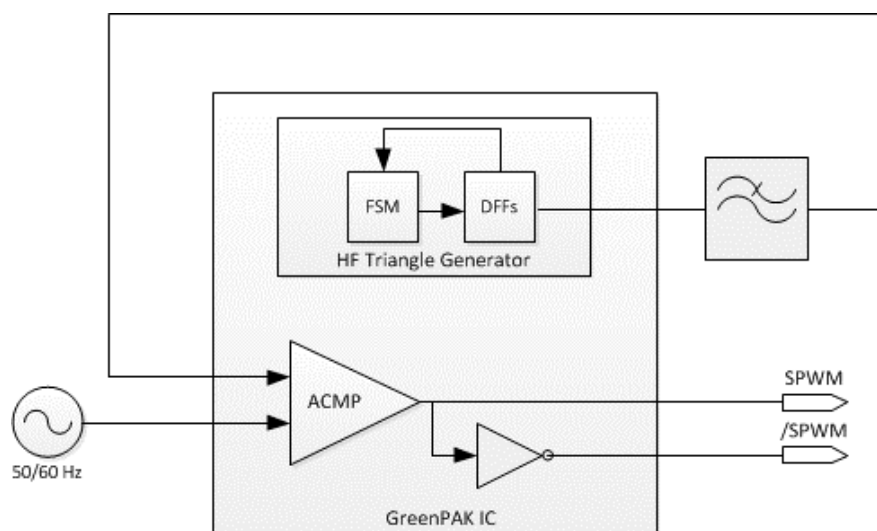 FSM
DFFs
HF Triangle Generator
ACMP
SPWM
/SPWM
50/60 Hz
GreenPAK IC